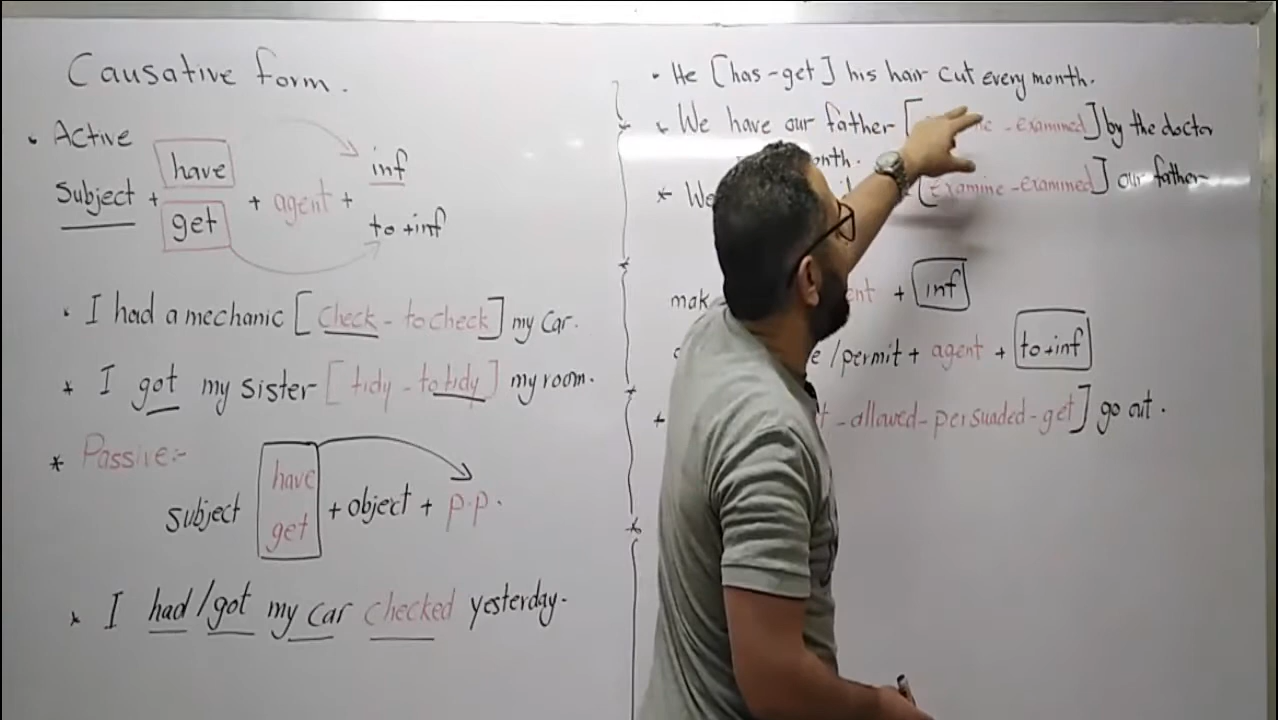 Causative form.
• Active
Subject + have + agent + inf
get to + inf
• I had a mechanic [check - to check] my car.
* I got my sister [tidy - to tidy] my room.
* Passive:-
Subject have + object + p.p.
get
* I had/got my car checked yesterday.
• He [has - get] his hair cut every month.
• We have our father [ - examined] by the doctor
* We [examine - examined] our father
+ inf
/permit + agent + to + inf
- allowed - persuaded - get] go out.